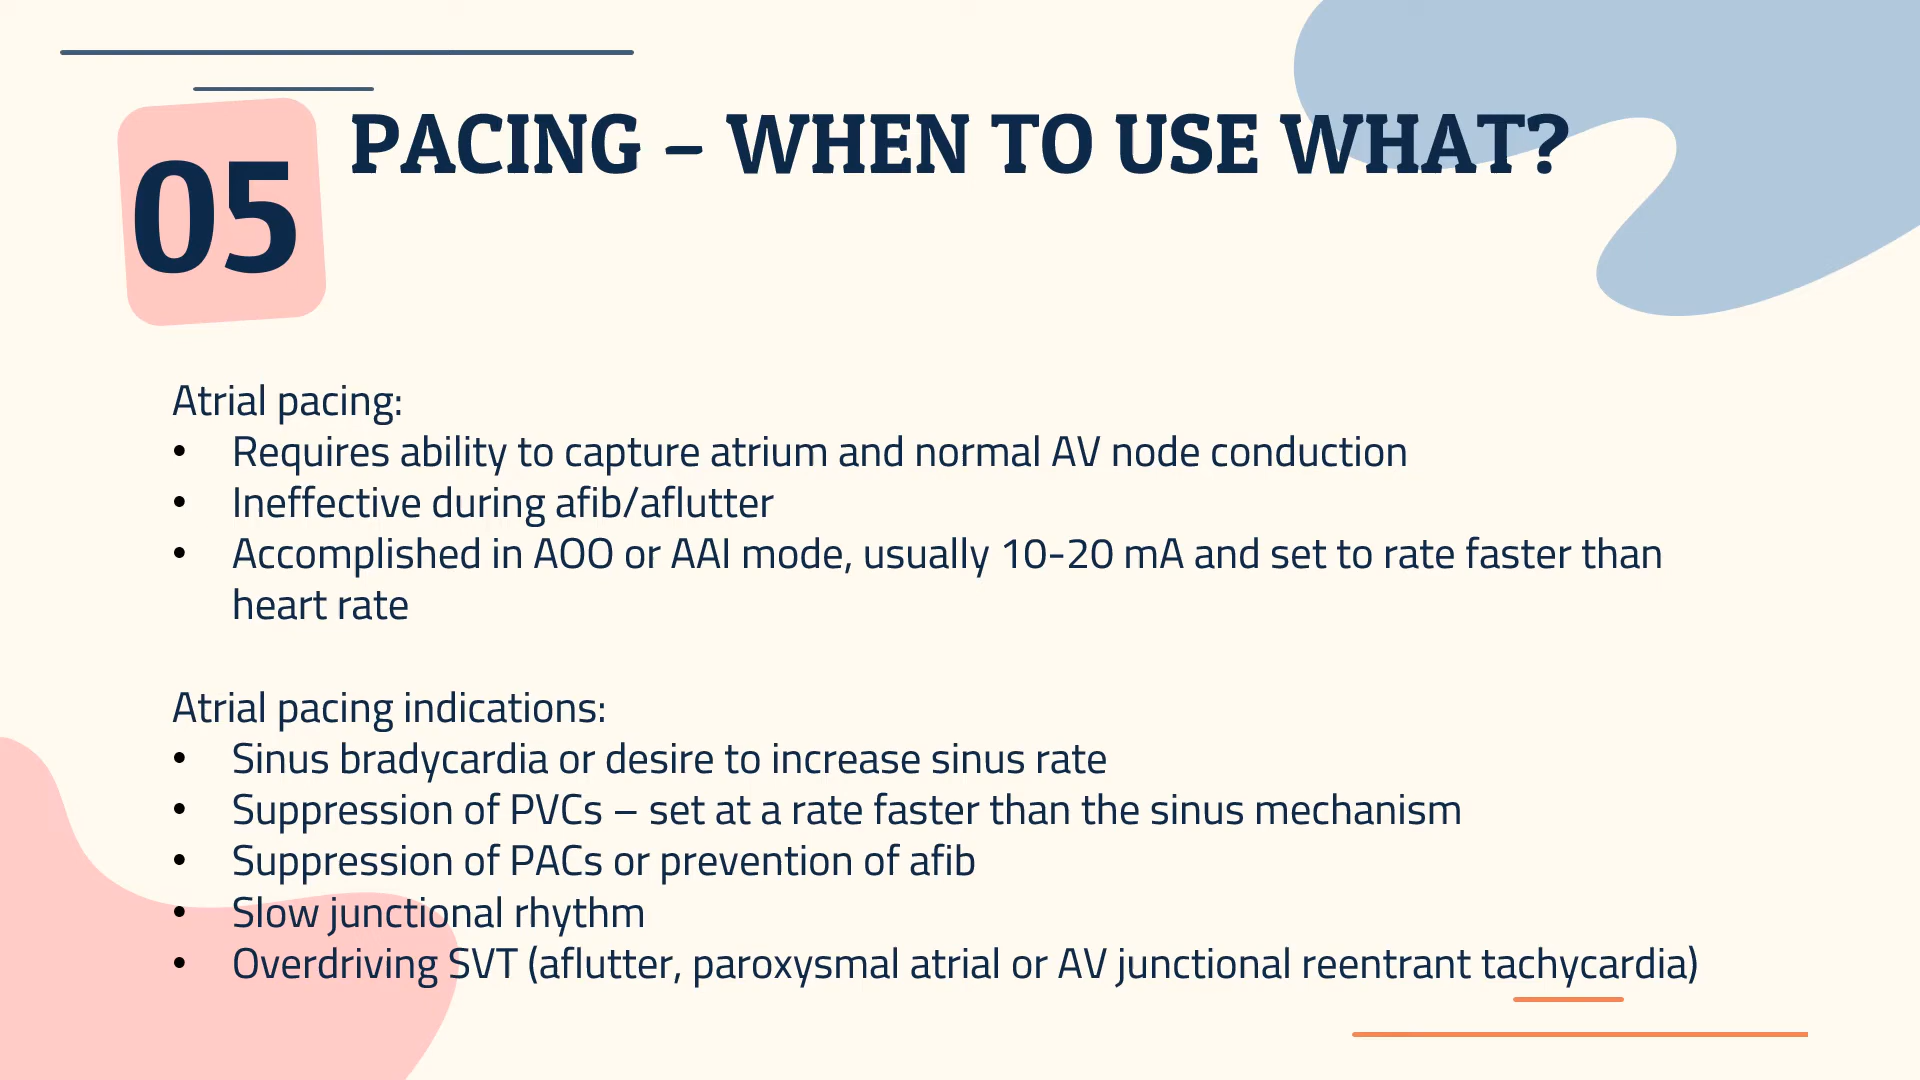 05
PACING – WHEN TO USE WHAT?
Atrial pacing:
• Requires ability to capture atrium and normal AV node conduction
• Ineffective during afib/aflutter
• Accomplished in AOO or AAI mode, usually 10-20 mA and set to rate faster than
heart rate
Atrial pacing indications:
• Sinus bradycardia or desire to increase sinus rate
• Suppression of PVCs – set at a rate faster than the sinus mechanism
• Suppression of PACs or prevention of afib
• Slow junctional rhythm
• Overdriving SVT (aflutter, paroxysmal atrial or AV junctional reentrant tachycardia)